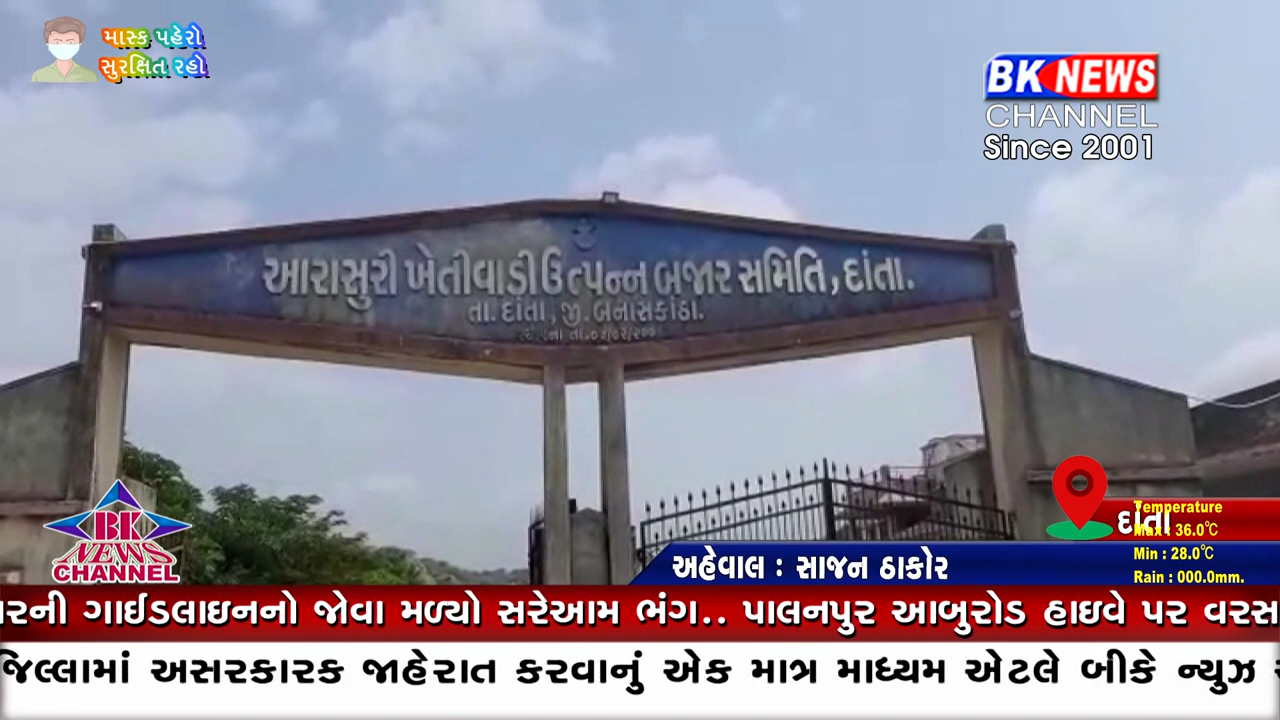 માસ્ક પહેરો
સુરક્ષિત રહો
BK NEWS
CHANNEL
Since 2001
આરાસુરી ખેતીવાડી ઉત્પન્ન બજાર સમિતિ, દાંતા.
તા. દાંતા, જી. બનાસકાંઠા.
દાંતા
Temperature
Max : 36.0℃
Min : 28.0℃
Rain : 000.0mm.
અહેવાલ : સાજન ઠાકોર
BK
NEWS
CHANNEL
રની ગાઈડલાઇનનો જોવા મળ્યો સરેઆમ ભંગ.. પાલનપુર આબુરોડ હાઇવે પર વરસ
જિલ્લામાં અસરકારક જાહેરાત કરવાનું એક માત્ર માધ્યમ એટલે બીકે ન્યુઝ